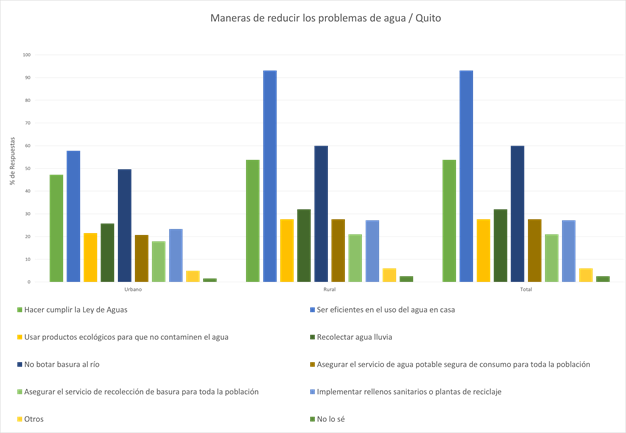 Maneras de reducir los problemas de agua / Quito
% de Respuestas
100
90
80
70
60
50
40
30
20
10
0
Urbano Rural Total
Hacer cumplir la Ley de Aguas Ser eficientes en el uso del agua en casa
Usar productos ecológicos para que no contaminen el agua Recolectar agua lluvia
No botar basura al río Asegurar el servicio de agua potable segura de consumo para toda la población
Asegurar el servicio de recolección de basura para toda la población Implementar rellenos sanitarios o plantas de reciclaje
Otros No lo sé